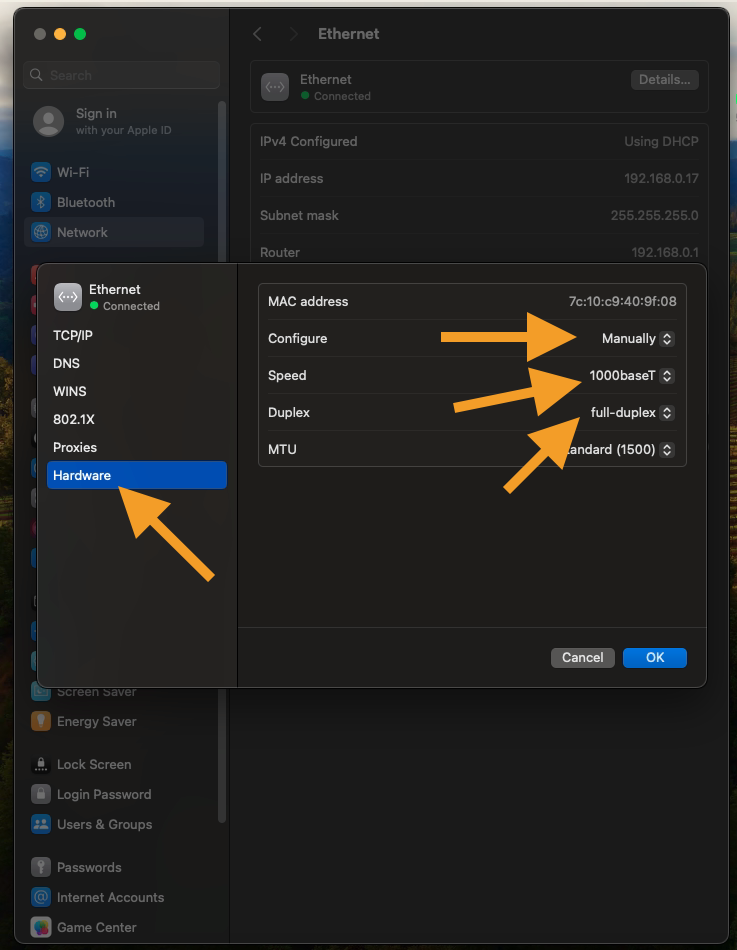 Ethernet
Search
Ethernet
Connected
Details...
Sign in
with your Apple ID
IPv4 Configured
Using DHCP
Wi-Fi
IP address
192.168.0.17
Bluetooth
Subnet mask
255.255.255.0
Network
Router
192.168.0.1
Ethernet
Connected
TCP/IP
DNS
WINS
802.1X
Proxies
Hardware
MAC address
7c:10:c9:40:9f:08
Configure
Manually
Speed
1000baseT
Duplex
full-duplex
MTU
andard (1500)
Cancel
OK
Screen Saver
Energy Saver
Lock Screen
Login Password
Users & Groups
Passwords
Internet Accounts
Game Center